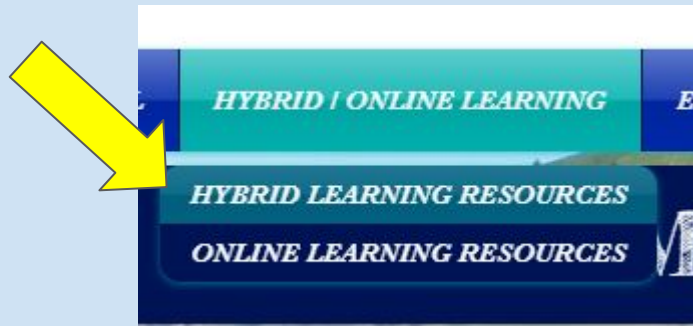 HYBRID / ONLINE LEARNING
HYBRID LEARNING RESOURCES
ONLINE LEARNING RESOURCES